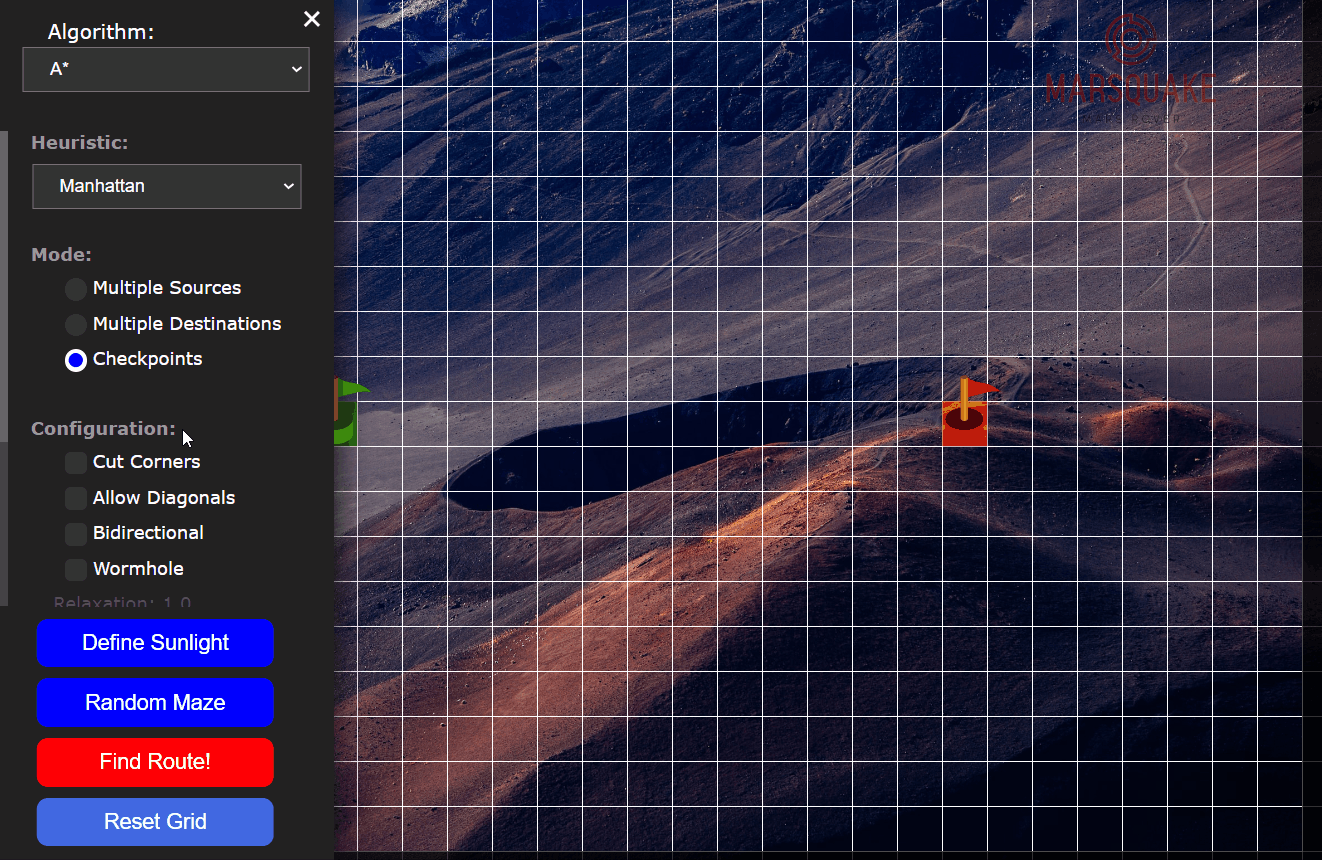 Algorithm:
A*
Heuristic:
Manhattan
Mode:
Multiple Sources
Multiple Destinations
Checkpoints
Configuration:
Cut Corners
Allow Diagonals
Bidirectional
Wormhole
Relaxation: 1.0
Define Sunlight
Random Maze
Find Route!
Reset Grid
MARSQUAKE